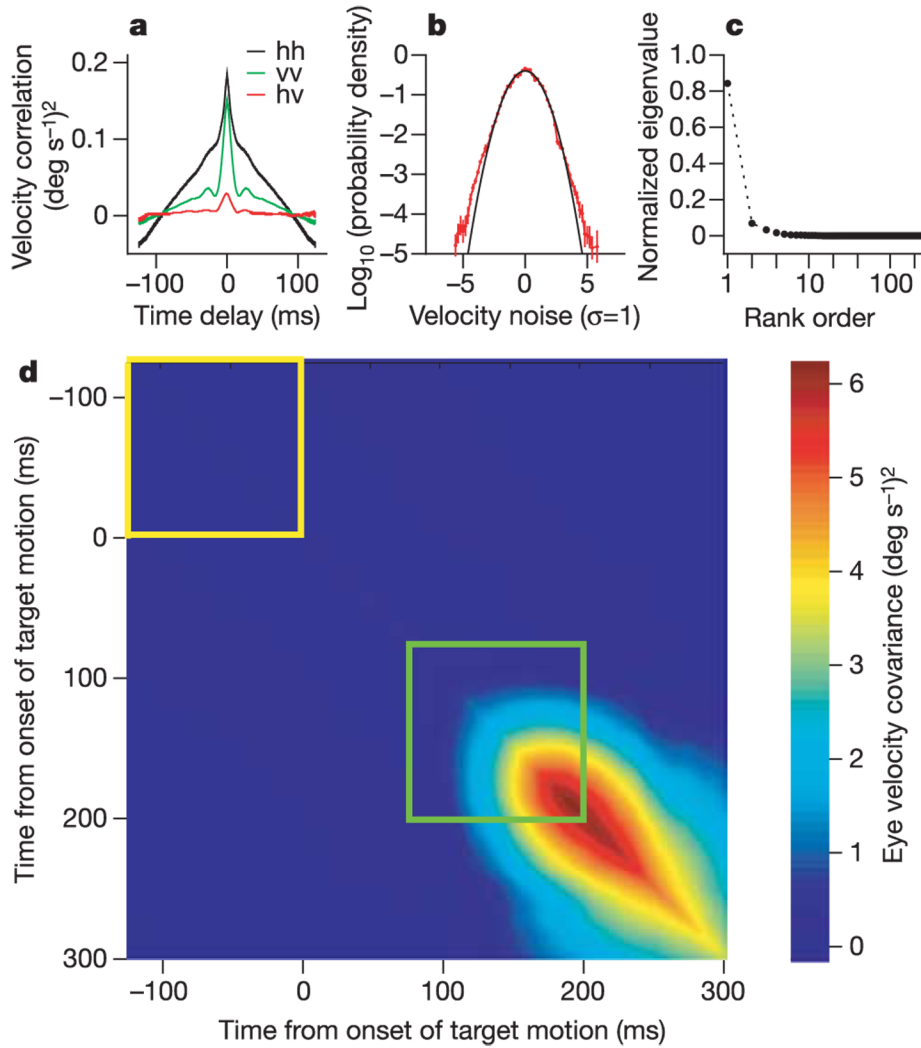 a
hh
vv
hv
0.2
0.1
0
Velocity correlation
(deg s⁻¹)²
−100
0
100
Time delay (ms)
b
0
−1
−2
−3
−4
−5
Log₁₀ (probability density)
−5
0
5
Velocity noise (σ=1)
c
1.0
0.8
0.6
0.4
0.2
0
Normalized eigenvalue
1
10
100
Rank order
d
−100
0
100
200
300
Time from onset of target motion (ms)
−100
0
100
200
300
Time from onset of target motion (ms)
6
5
4
3
2
1
0
Eye velocity covariance (deg s⁻¹)²